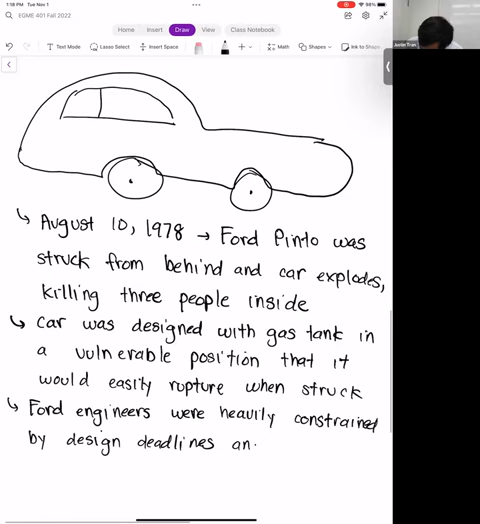 1:18 PM Tue Nov 1
98%
EGME 401 Fall 2022
Home Insert Draw View Class Notebook
Text Mode Lasso Select Insert Space Math Shapes Ink to Shape
Justin Tran
↳ August 10, 1978 → Ford Pinto was
struck from behind and car explodes,
killing three people inside
↳ car was designed with gas tank in
a vulnerable position that it
would easily rupture when struck
↳ Ford engineers were heavily constrained
by design deadlines an